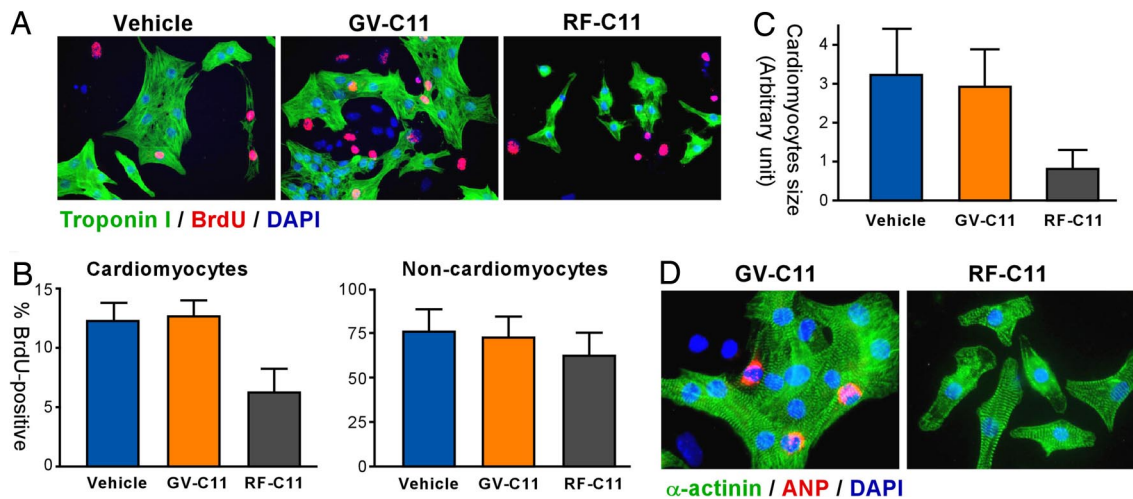 A
Vehicle GV-C11 RF-C11
Troponin I / BrdU / DAPI
B
Cardiomyocytes
% BrdU-positive
15
10
5
0
Vehicle GV-C11 RF-C11
Non-cardiomyocytes
100
75
50
25
0
Vehicle GV-C11 RF-C11
C
Cardiomyocytes size
(Arbitrary unit)
4
3
2
1
0
Vehicle GV-C11 RF-C11
D
GV-C11 RF-C11
α-actinin / ANP / DAPI